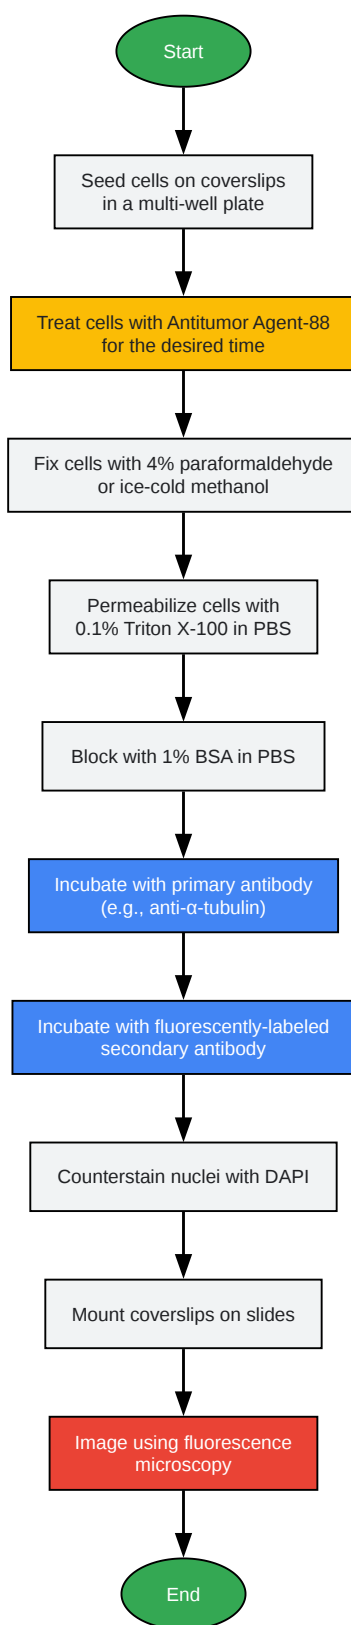 Start
Seed cells on coverslips
in a multi-well plate
Treat cells with Antitumor Agent-88
for the desired time
Fix cells with 4% paraformaldehyde
or ice-cold methanol
Permeabilize cells with
0.1% Triton X-100 in PBS
Block with 1% BSA in PBS
Incubate with primary antibody
(e.g., anti-α-tubulin)
Incubate with fluorescently-labeled
secondary antibody
Counterstain nuclei with DAPI
Mount coverslips on slides
Image using fluorescence
microscopy
End